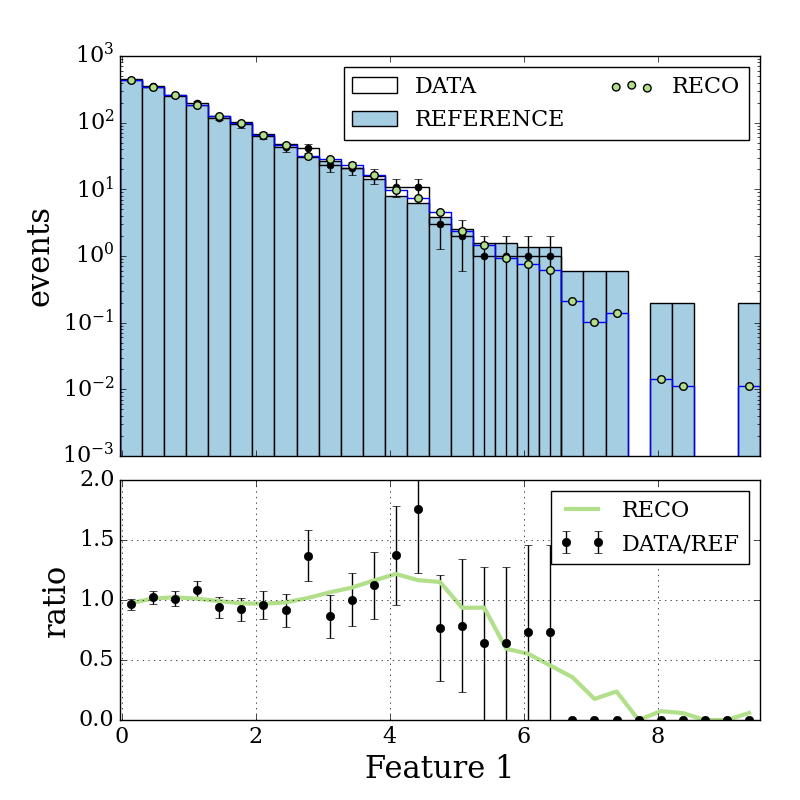 10³
10²
10¹
10⁰
10⁻¹
10⁻²
10⁻³
events
DATA
RECO
REFERENCE
2.0
1.5
1.0
0.5
0.0
ratio
RECO
DATA/REF
0 2 4 6 8
Feature 1